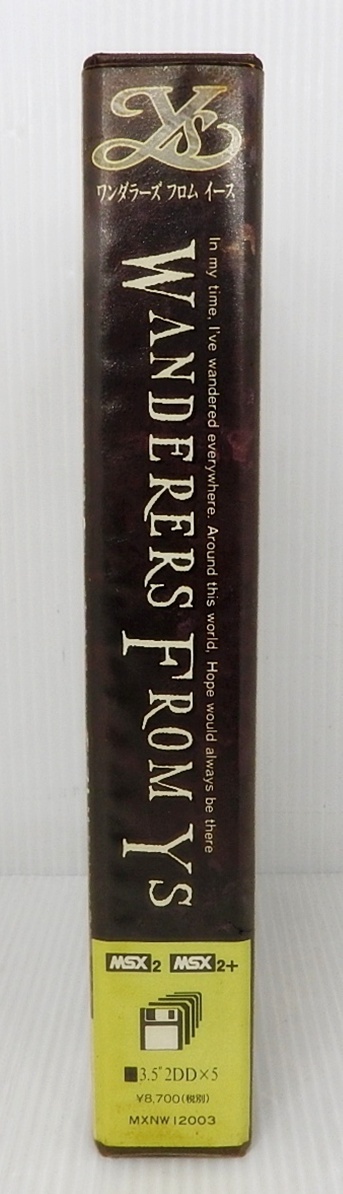 Ys
ワンダラーズ フロム イース
In my time, I've wandered everywhere. Around this world, Hope would always be there
WANDERERS FROM YS
MSX2 MSX2+
■3.5"2DD×5
¥8,700(税別)
MXNW12003